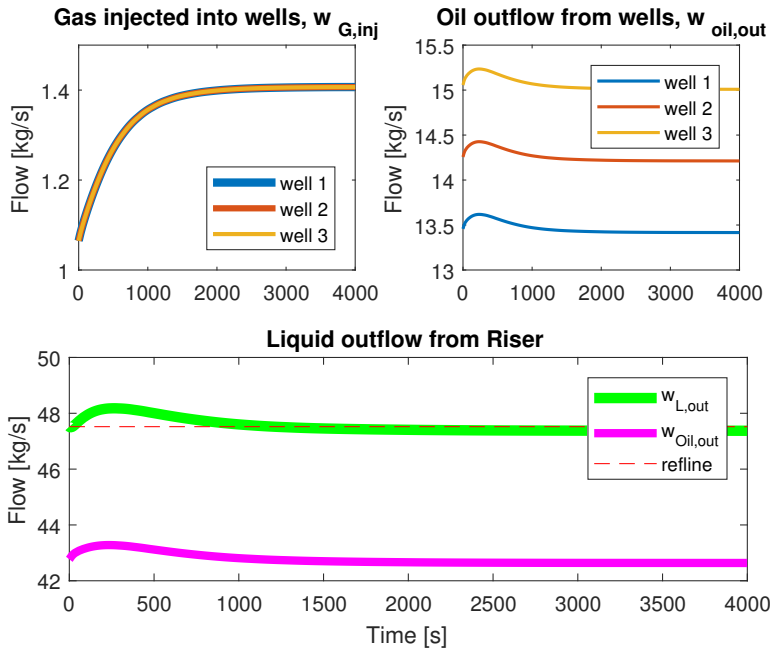 Gas injected into wells, w G,inj
Flow [kg/s]
1.4
1.2
1
well 1
well 2
well 3
0
1000
2000
3000
4000
Oil outflow from wells, w oil,out
Flow [kg/s]
15.5
15
14.5
14
13.5
13
well 1
well 2
well 3
0
1000
2000
3000
4000
Liquid outflow from Riser
Flow [kg/s]
50
48
46
44
42
w L,out
w Oil,out
refline
0
500
1000
1500
2000
2500
3000
3500
4000
Time [s]